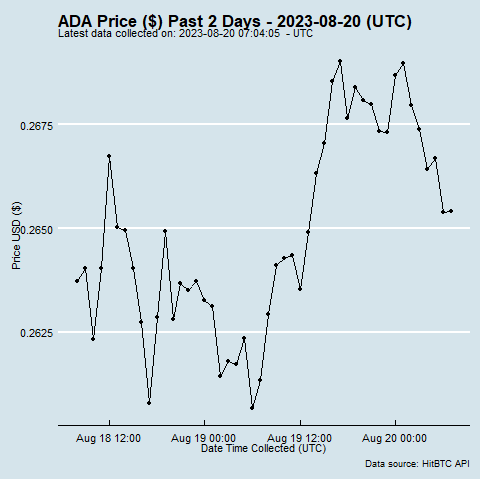 ADA Price ($) Past 2 Days - 2023-08-20 (UTC)
Latest data collected on: 2023-08-20 07:04:05 - UTC
Price USD ($)
0.2675
0.2650
0.2625
Aug 18 12:00 Aug 19 00:00 Aug 19 12:00 Aug 20 00:00
Date Time Collected (UTC)
Data source: HitBTC API